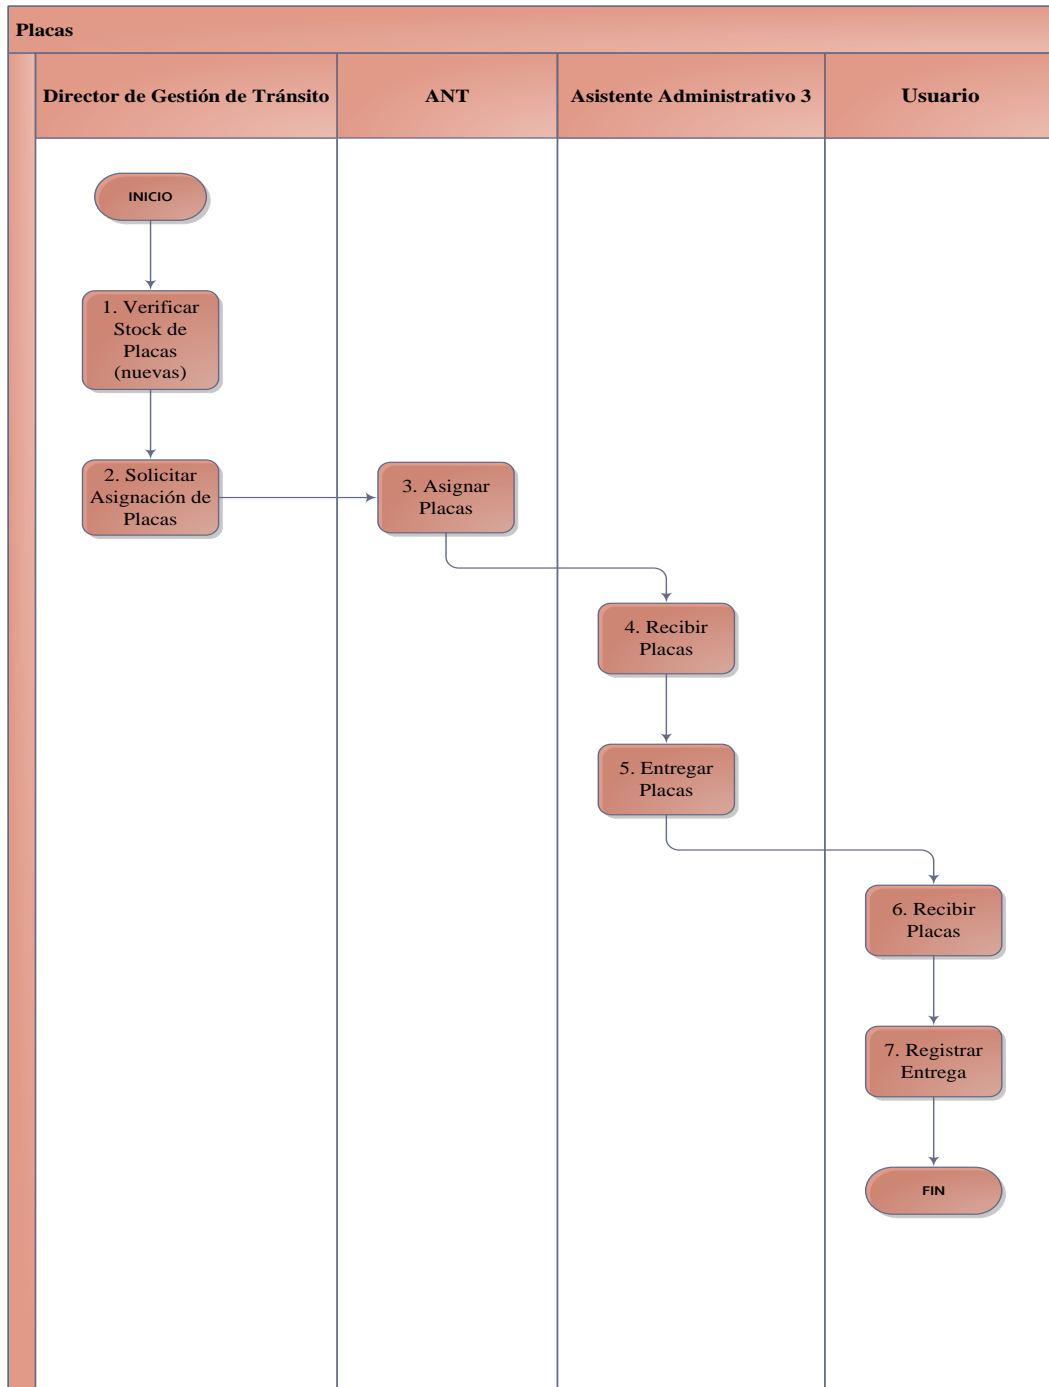 Placas
Director de Gestión de Tránsito
ANT
Asistente Administrativo 3
Usuario
INICIO
1. Verificar
Stock de
Placas
(nuevas)
2. Solicitar
Asignación de
Placas
3. Asignar
Placas
4. Recibir
Placas
5. Entregar
Placas
6. Recibir
Placas
7. Registrar
Entrega
FIN